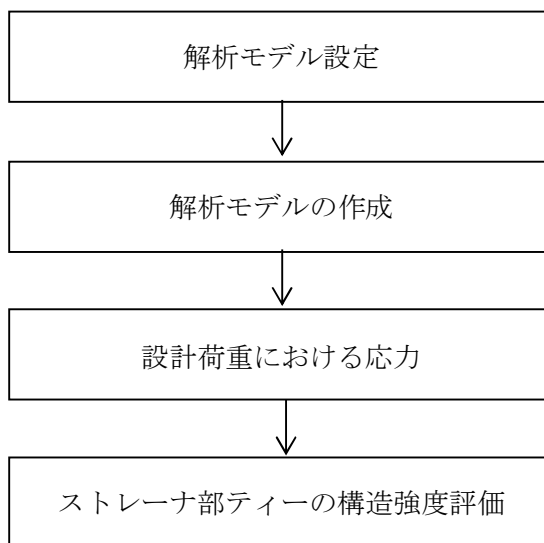 解析モデル設定
解析モデルの作成
設計荷重における応力
ストレーナ部ティーの構造強度評価